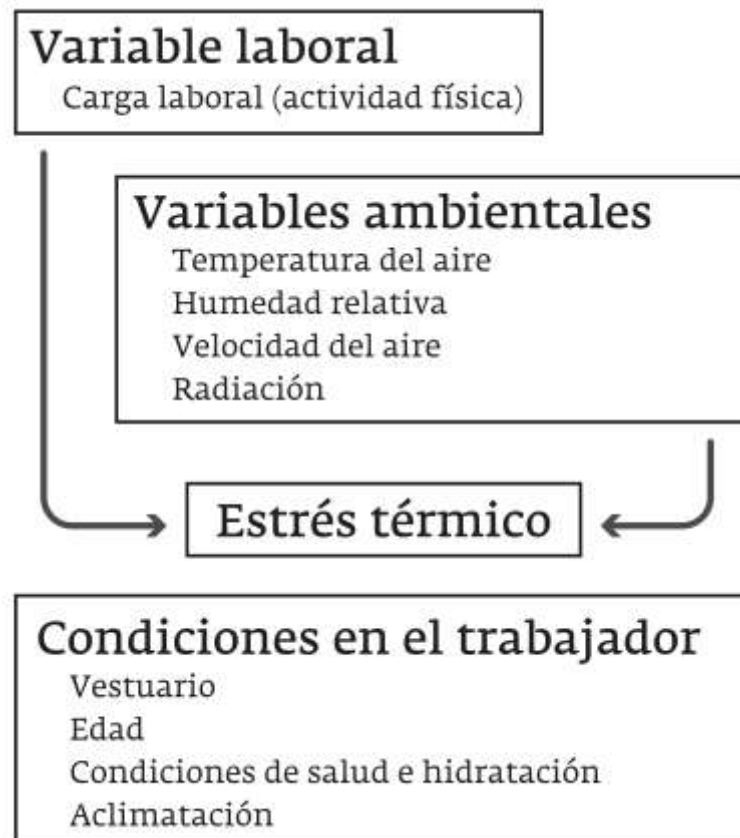 Variable laboral
Carga laboral (actividad física)
Variables ambientales
Temperatura del aire
Humedad relativa
Velocidad del aire
Radiación
Estrés térmico
Condiciones en el trabajador
Vestuario
Edad
Condiciones de salud e hidratación
Aclimatación